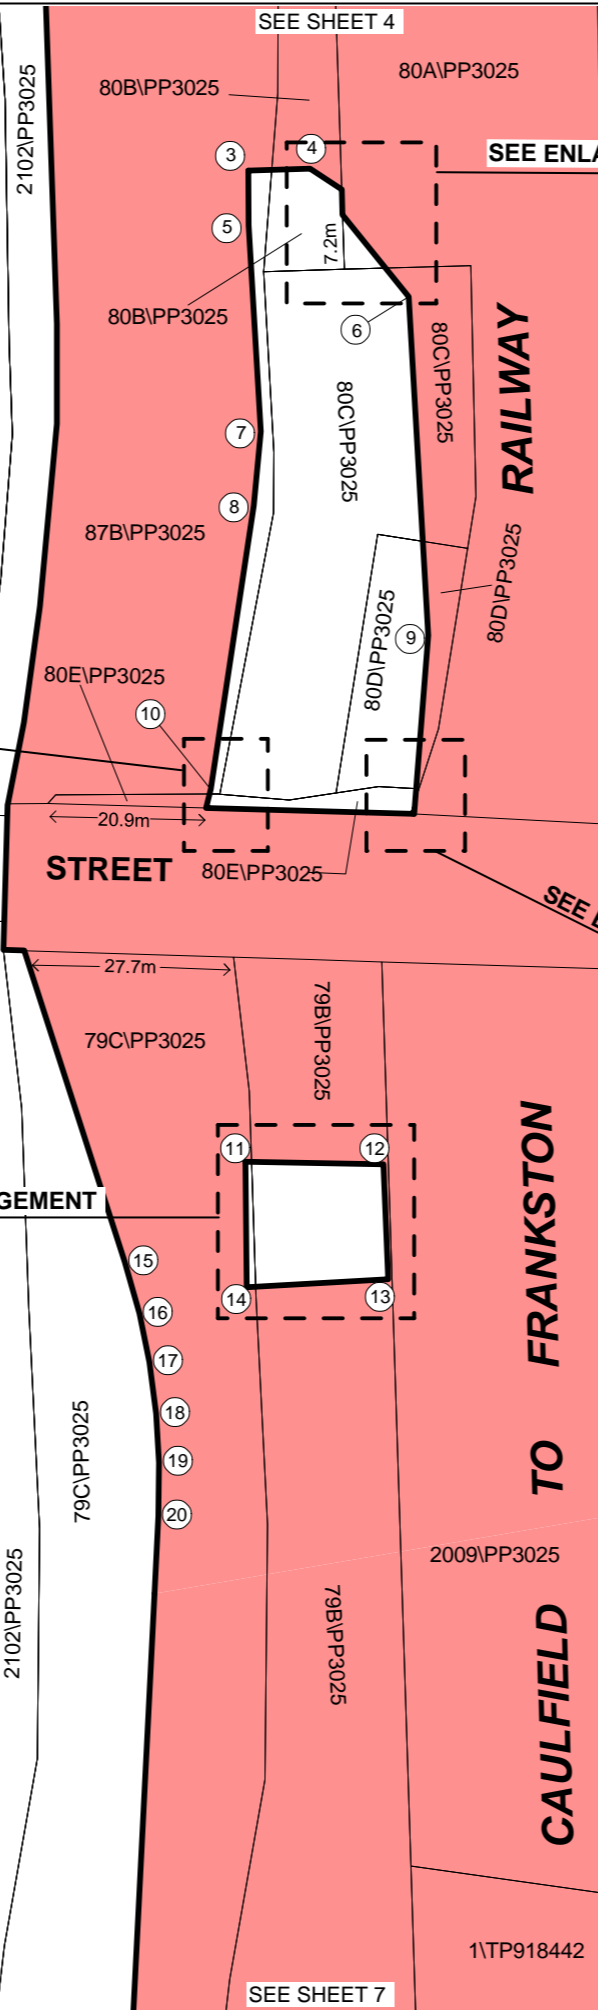 SEE SHEET 4
80A\PP3025
80B\PP3025
2102\PP3025
3
4
SEE ENLA
5
7.2m
80B\PP3025
6
80C\PP3025
80C\PP3025
RAILWAY
7
8
87B\PP3025
80D\PP3025
80D\PP3025
9
80E\PP3025
10
20.9m
STREET
80E\PP3025
SEE
27.7m
79B\PP3025
79C\PP3025
11
12
GEMENT
13
14
15
16
17
18
19
20
79C\PP3025
2102\PP3025
79B\PP3025
2009\PP3025
CAULFIELD TO FRANKSTON
1\TP918442
SEE SHEET 7